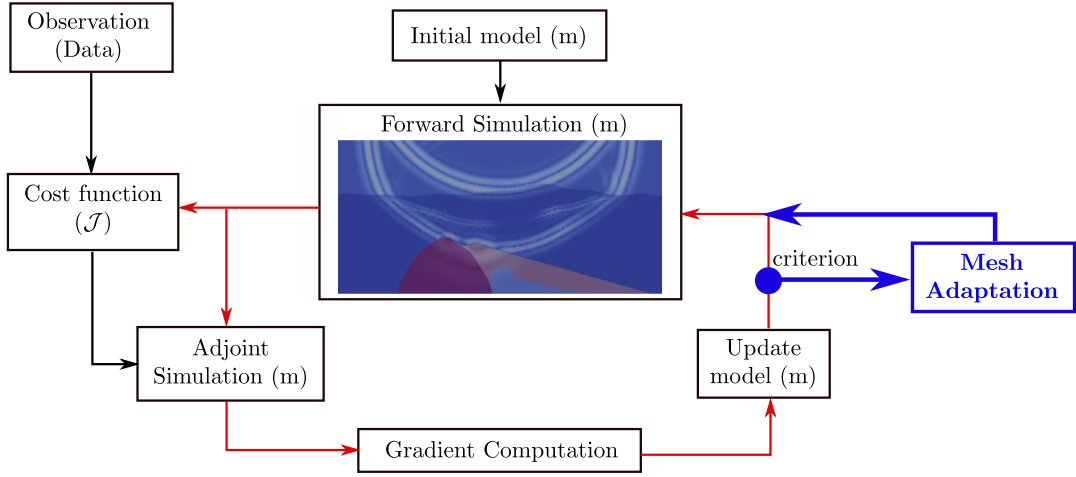 Observation
(Data)
Initial model (m)
Forward Simulation (m)
Cost function
(𝒥)
criterion
Mesh
Adaptation
Adjoint
Simulation (m)
Update
model (m)
Gradient Computation